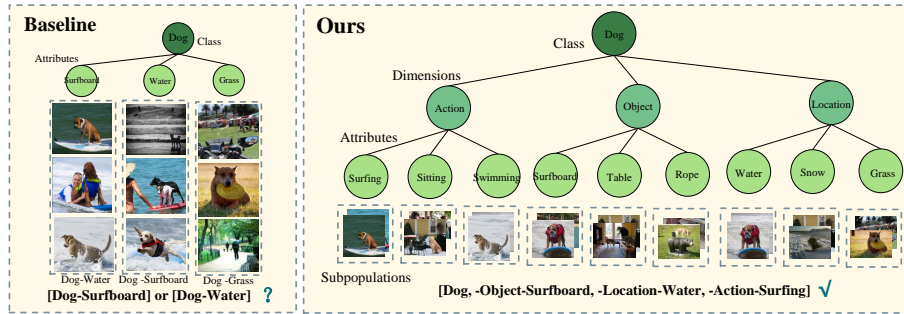 Baseline
Dog
Class
Attributes
Surfboard
Water
Grass
Dog-Water
Dog -Surfboard
Dog -Grass
[Dog-Surfboard] or [Dog-Water] ?
Ours
Dog
Class
Dimensions
Action
Object
Location
Attributes
Surfing
Sitting
Swimming
Surfboard
Table
Rope
Water
Snow
Grass
Subpopulations
[Dog, -Object-Surfboard, -Location-Water, -Action-Surfing] √